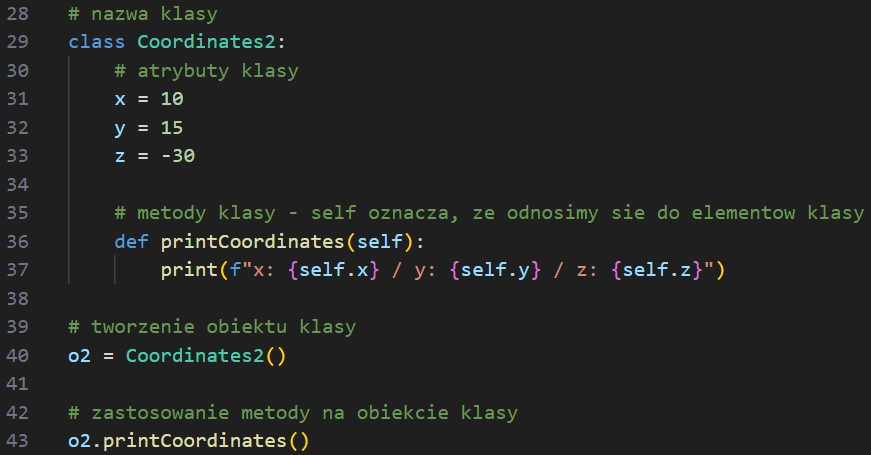 28 # nazwa klasy
29 class Coordinates2:
30     # atrybuty klasy
31     x = 10
32     y = 15
33     z = -30
34
35     # metody klasy - self oznacza, ze odnosimy sie do elementow klasy
36     def printCoordinates(self):
37         print(f"x: {self.x} / y: {self.y} / z: {self.z}")
38
39 # tworzenie obiektu klasy
40 o2 = Coordinates2()
41
42 # zastosowanie metody na obiekcie klasy
43 o2.printCoordinates()